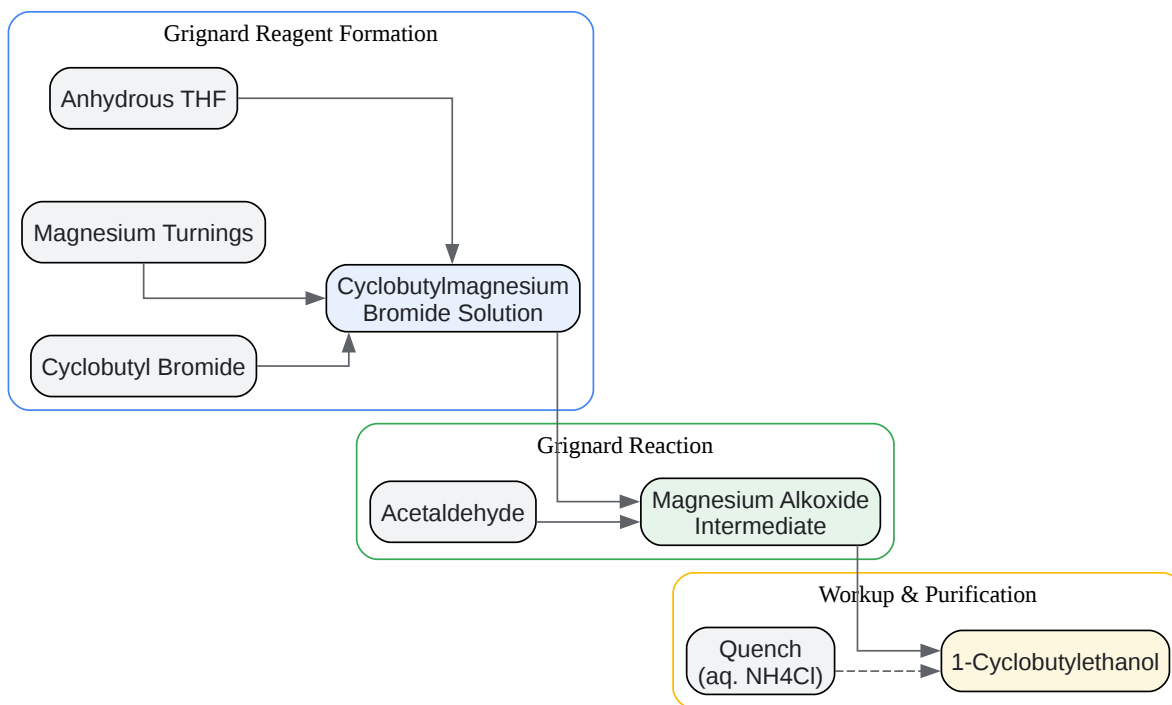 Grignard Reagent Formation
Anhydrous THF
Magnesium Turnings
Cyclobutylmagnesium
Bromide Solution
Cyclobutyl Bromide
Grignard Reaction
Acetaldehyde
Magnesium Alkoxide
Intermediate
Workup & Purification
Quench
(aq. NH4Cl)
1-Cyclobutylethanol